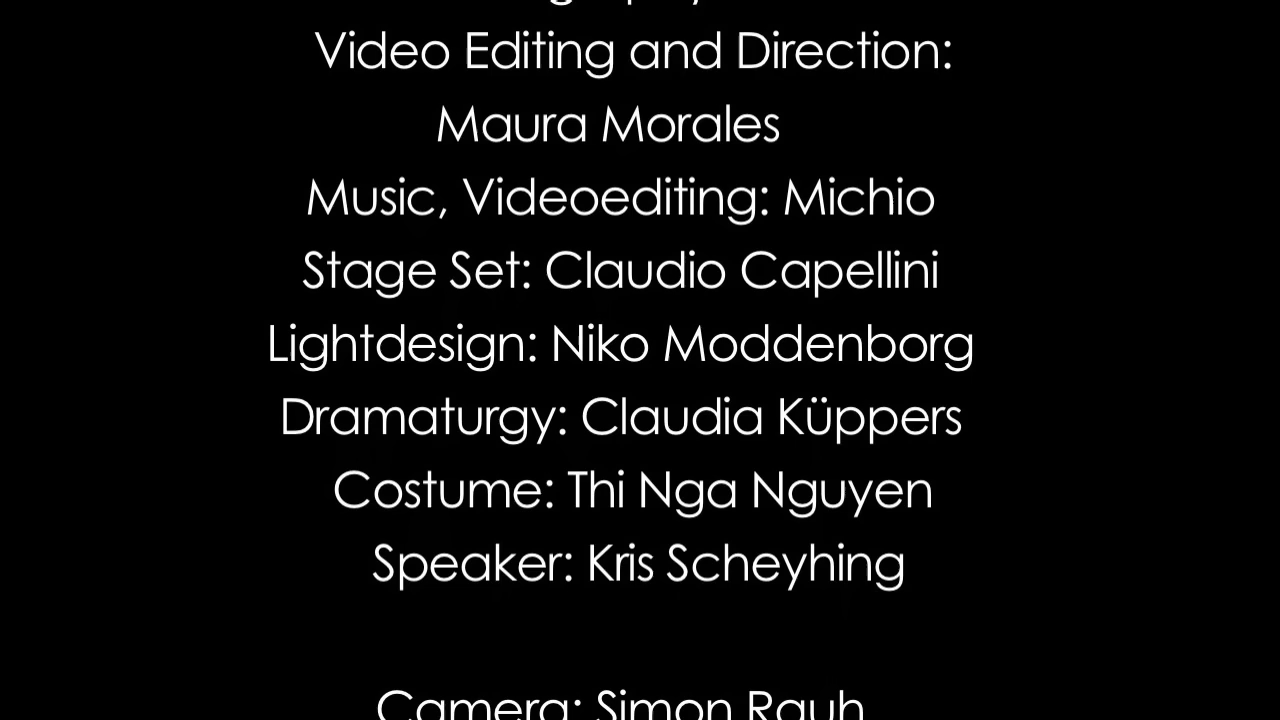 Video Editing and Direction:
Maura Morales
Music, Videoediting: Michio
Stage Set: Claudio Capellini
Lightdesign: Niko Moddenborg
Dramaturgy: Claudia Küppers
Costume: Thi Nga Nguyen
Speaker: Kris Scheyhing
Camera: Simon Rauh